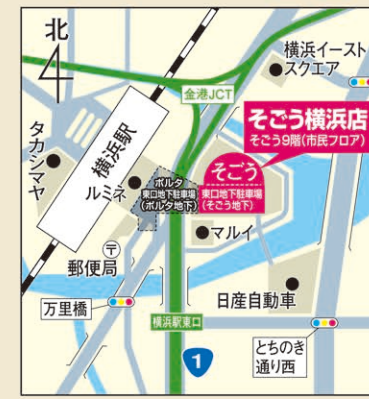 北
横浜イースト
スクエア
金港JCT
そごう横浜店
そごう9階(市民フロア)
タカシマヤ
横浜駅
ルミネ
ポルタ
東口地下駐車場
(ポルタ地下)
そごう
東口地下駐車場
(そごう地下)
マルイ
〒
郵便局
万里橋
日産自動車
横浜駅東口
とちのき
通り西
1